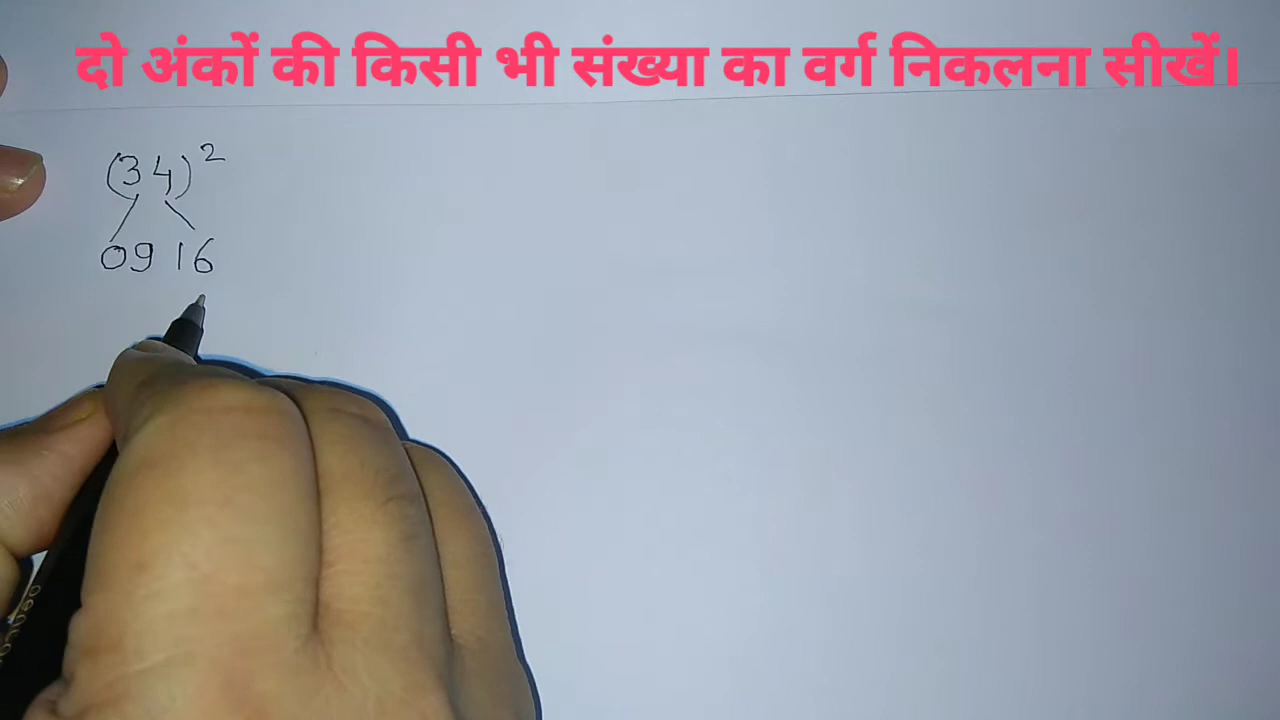 दो अंकों की किसी भी संख्या का वर्ग निकलना सीखें।
(34)²
09 16